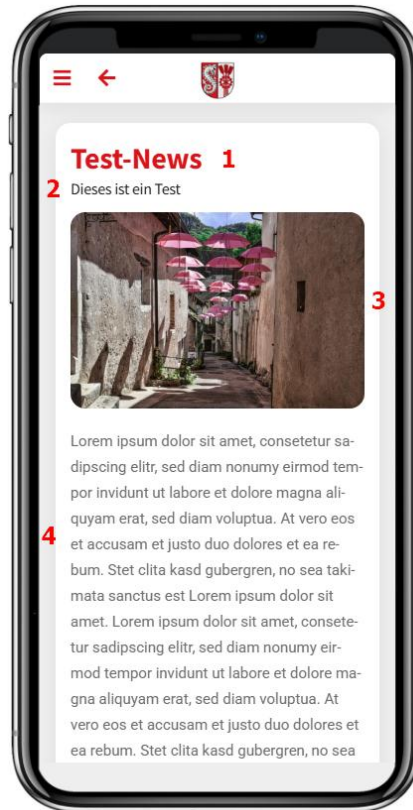 Test-News 1
2 Dieses ist ein Test
3
Lorem ipsum dolor sit amet, consetetur sa-
dipscing elitr, sed diam nonumy eirmod tem-
por invidunt ut labore et dolore magna ali-
quyam erat, sed diam voluptua. At vero eos
4 et accusam et justo duo dolores et ea re-
bum. Stet clita kasd gubergren, no sea taki-
mata sanctus est Lorem ipsum dolor sit
amet. Lorem ipsum dolor sit amet, consete-
tur sadipscing elitr, sed diam nonumy eir-
mod tempor invidunt ut labore et dolore ma-
gna aliquyam erat, sed diam voluptua. At
vero eos et accusam et justo duo dolores et
ea rebum. Stet clita kasd gubergren, no sea